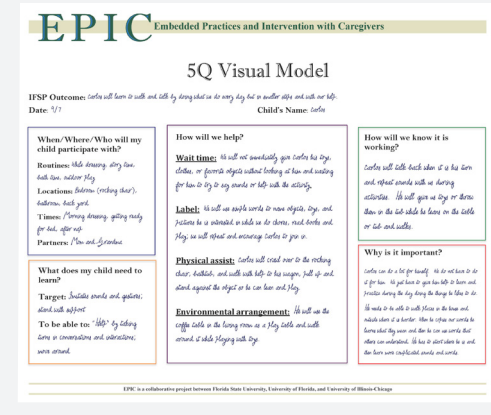 EPIC Embedded Practices and Intervention with Caregivers
5Q Visual Model
IFSP Outcome: Carlos will learn to walk and talk by doing what we do every day but in smaller steps and with our help.
Date: 9/7 Child's Name: Carlos
When/Where/Who will my
child participate with?
Routines: While dressing, story time,
bath time, outdoor play
Locations: Bedroom (rocking chair),
bathroom, back yard
Times: Morning dressing, getting ready
for bed, after nap
Partners: Mom and Grandma
What does my child need to
learn?
Target: Imitates sounds and gestures;
stand with support
To be able to: "Help" by taking
turns in conversations and interactions;
move around
How will we help?
Wait time: We will not immediately give Carlos his toys,
clothes, or favorite objects without looking at him and waiting
for him to try to say sounds or help with the activity.
Label: We will use simple words to name objects, toys, and
pictures he is interested in while we do chores, read books and
play; we will repeat and encourage Carlos to join in.
Physical assist: Carlos will crawl over to the rocking
chair, bathtub, and walk with help to his wagon, pull up and
stand against the object so he can lean and play.
Environmental arrangement: We will use the
coffee table in the living room as a play table and walk
around it while playing with toys.
How will we know it is
working?
Carlos will talk back when it is his turn
and repeat sounds with us during
activities. He will give us toys or throw
them in the tub while he leans on the table
or tub and walks.
Why is it important?
Carlos can do a lot for himself. We do not have to do
it for him. We just have to give him help to learn and
practice during the day doing the things he likes to do.
He needs to be able to walk places in the house and
outside where it is harder. When he copies our words he
learns what they mean and then he can use words that
others can understand. He has to start where he is and
then learn more complicated sounds and words.
EPIC is a collaborative project between Florida State University, University of Florida, and University of Illinois-Chicago